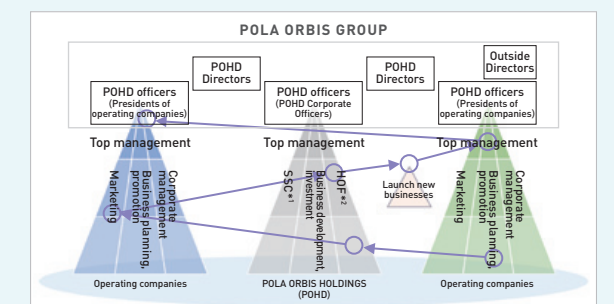 POLA ORBIS GROUP
Outside
Directors
POHD
Directors
POHD
Directors
POHD officers
(Presidents of
operating companies)
POHD officers
(POHD Corporate
Officers)
POHD officers
(Presidents of
operating companies)
Top management
Top management
Top management
Marketing
Business planning,
promotion
Corporate
management
SSC*1
Business development,
investment
HOF*2
Launch new
businesses
Marketing
Business planning,
promotion
Corporate
management
Operating companies
POLA ORBIS HOLDINGS
(POHD)
Operating companies